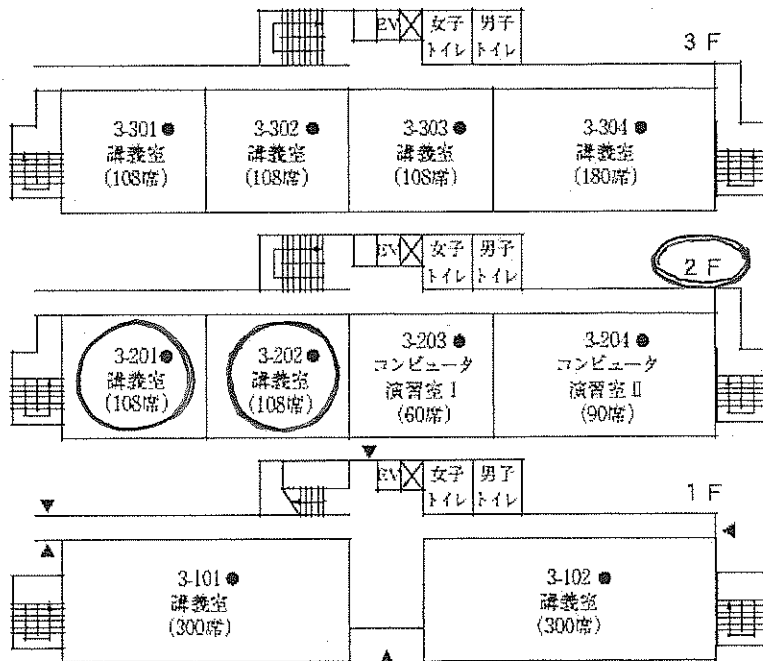 EV 女子 男子
トイレ トイレ
3F
3-301● 3-302● 3-303● 3-304●
講義室 講義室 講義室 講義室
(108席) (108席) (108席) (180席)
EV 女子 男子
トイレ トイレ
2F
3-201● 3-202● 3-203● 3-204●
講義室 講義室 コンピュータ コンピュータ
(108席) (108席) 演習室Ⅰ 演習室Ⅱ
(60席) (90席)
EV 女子 男子
トイレ トイレ
1F
3-101● 3-102●
講義室 講義室
(300席) (300席)